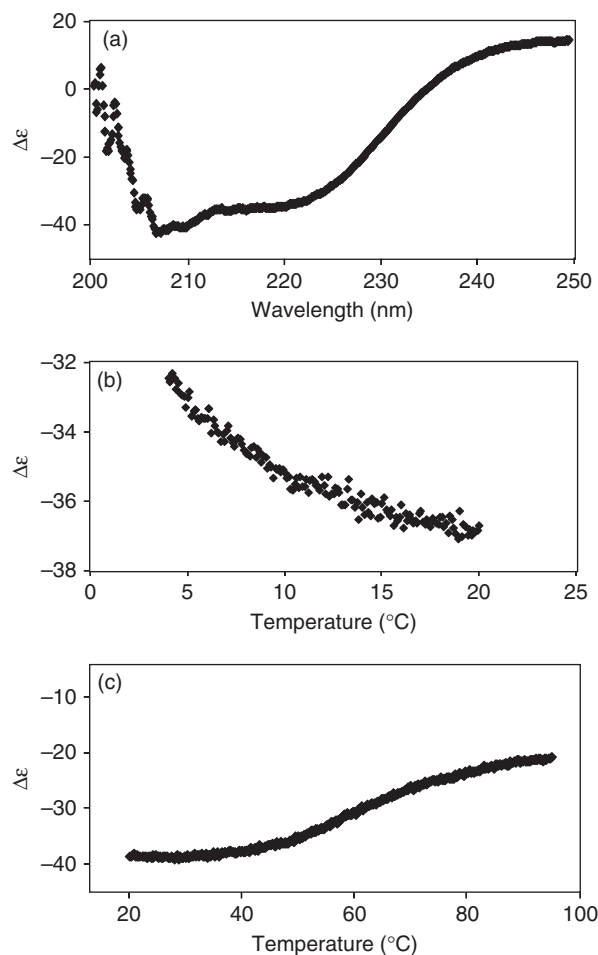 (a)
20
0
−20
−40
Δε
200 210 220 230 240 250
Wavelength (nm)
(b)
−32
−34
−36
−38
Δε
0 5 10 15 20 25
Temperature (°C)
(c)
−10
−20
−30
−40
Δε
20 40 60 80 100
Temperature (°C)